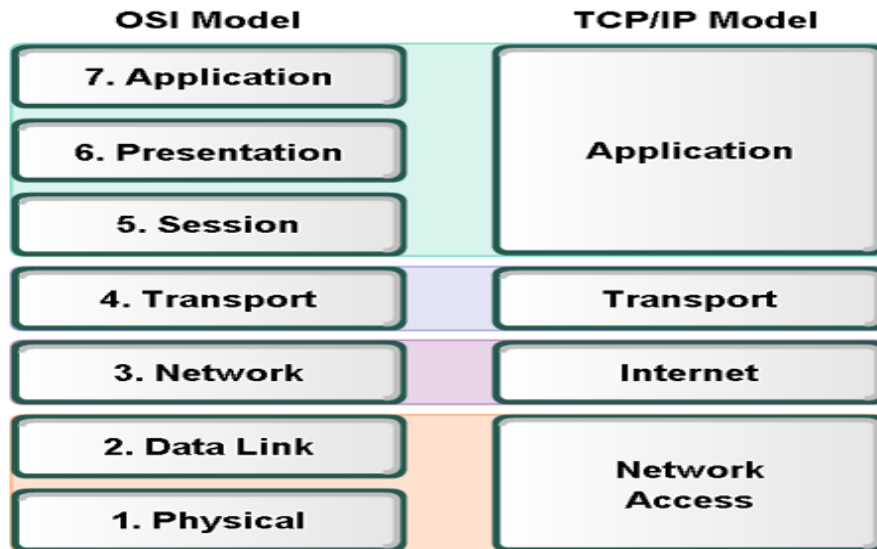 OSI Model
TCP/IP Model
7. Application
6. Presentation
5. Session
4. Transport
3. Network
2. Data Link
1. Physical
Application
Transport
Internet
Network
Access